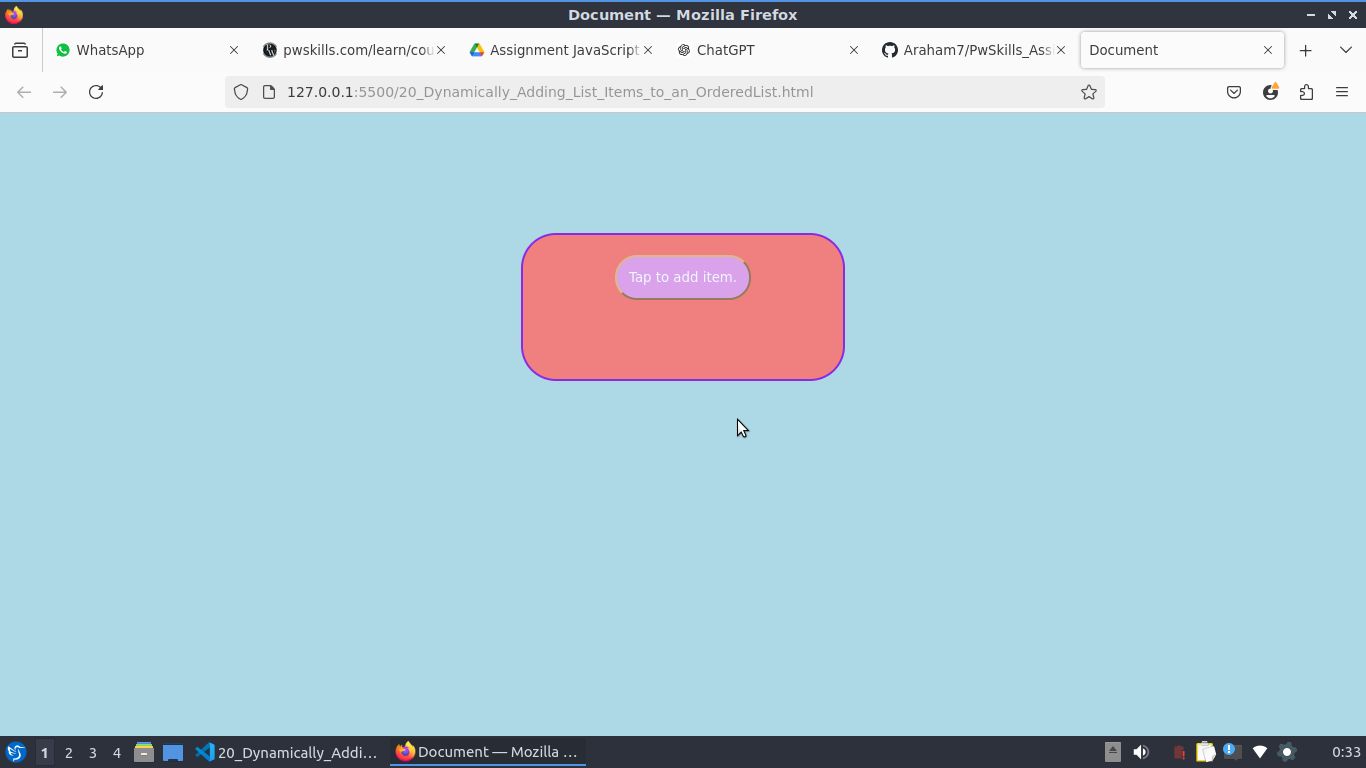 Document — Mozilla Firefox
WhatsApp
pwskills.com/learn/cou
Assignment JavaScript
ChatGPT
Araham7/PwSkills_Ass
Document
127.0.0.1:5500/20_Dynamically_Adding_List_Items_to_an_OrderedList.html
Tap to add item.
1 2 3 4
20_Dynamically_Addi...
Document — Mozilla ...
0:33